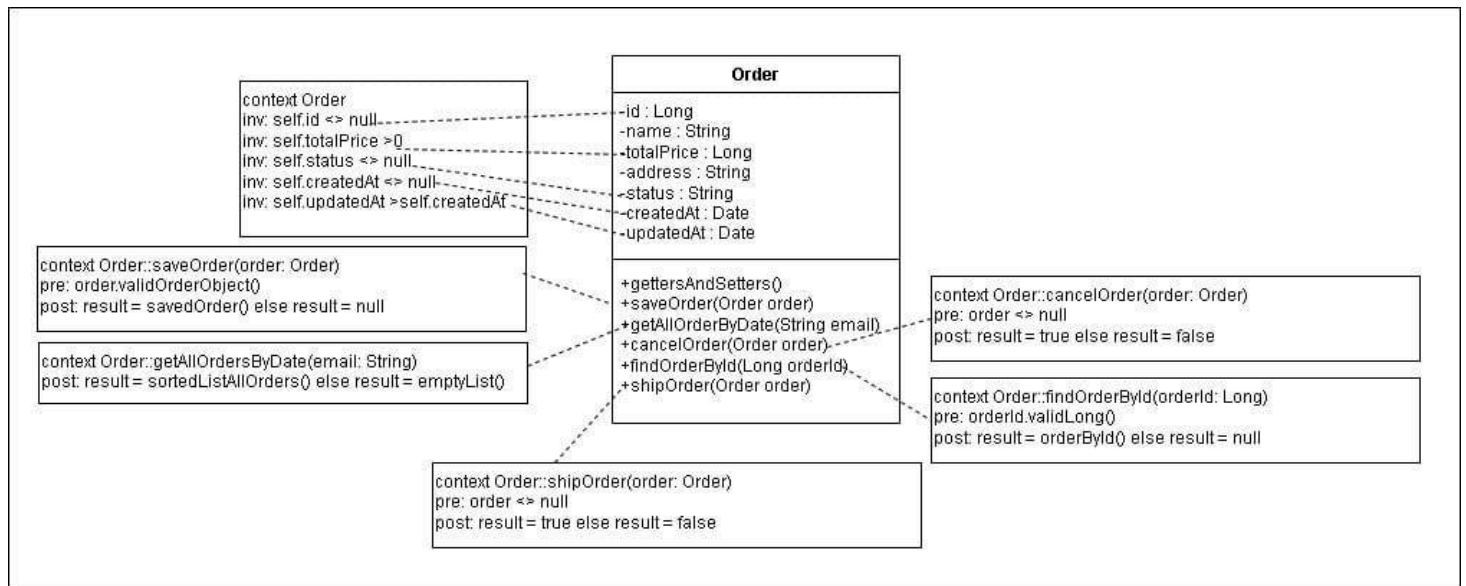 Order
-id : Long
-name : String
-totalPrice : Long
-address : String
-status : String
-createdAt : Date
-updatedAt : Date
+gettersAndSetters()
+saveOrder(Order order)
+getAllOrderByDate(String email)
+cancelOrder(Order order)
+findOrderById(Long orderId)
+shipOrder(Order order)
context Order
inv: self.id <> null
inv: self.totalPrice >0
inv: self.status <> null
inv: self.createdAt <> null
inv: self.updatedAt >self.createdAt
context Order::saveOrder(order: Order)
pre: order.validOrderObject()
post: result = savedOrder() else result = null
context Order::getAllOrdersByDate(email: String)
post: result = sortedListAllOrders() else result = emptyList()
context Order::cancelOrder(order: Order)
pre: order <> null
post: result = true else result = false
context Order::findOrderById(orderId: Long)
pre: orderId.validLong()
post: result = orderById() else result = null
context Order::shipOrder(order: Order)
pre: order <> null
post: result = true else result = false